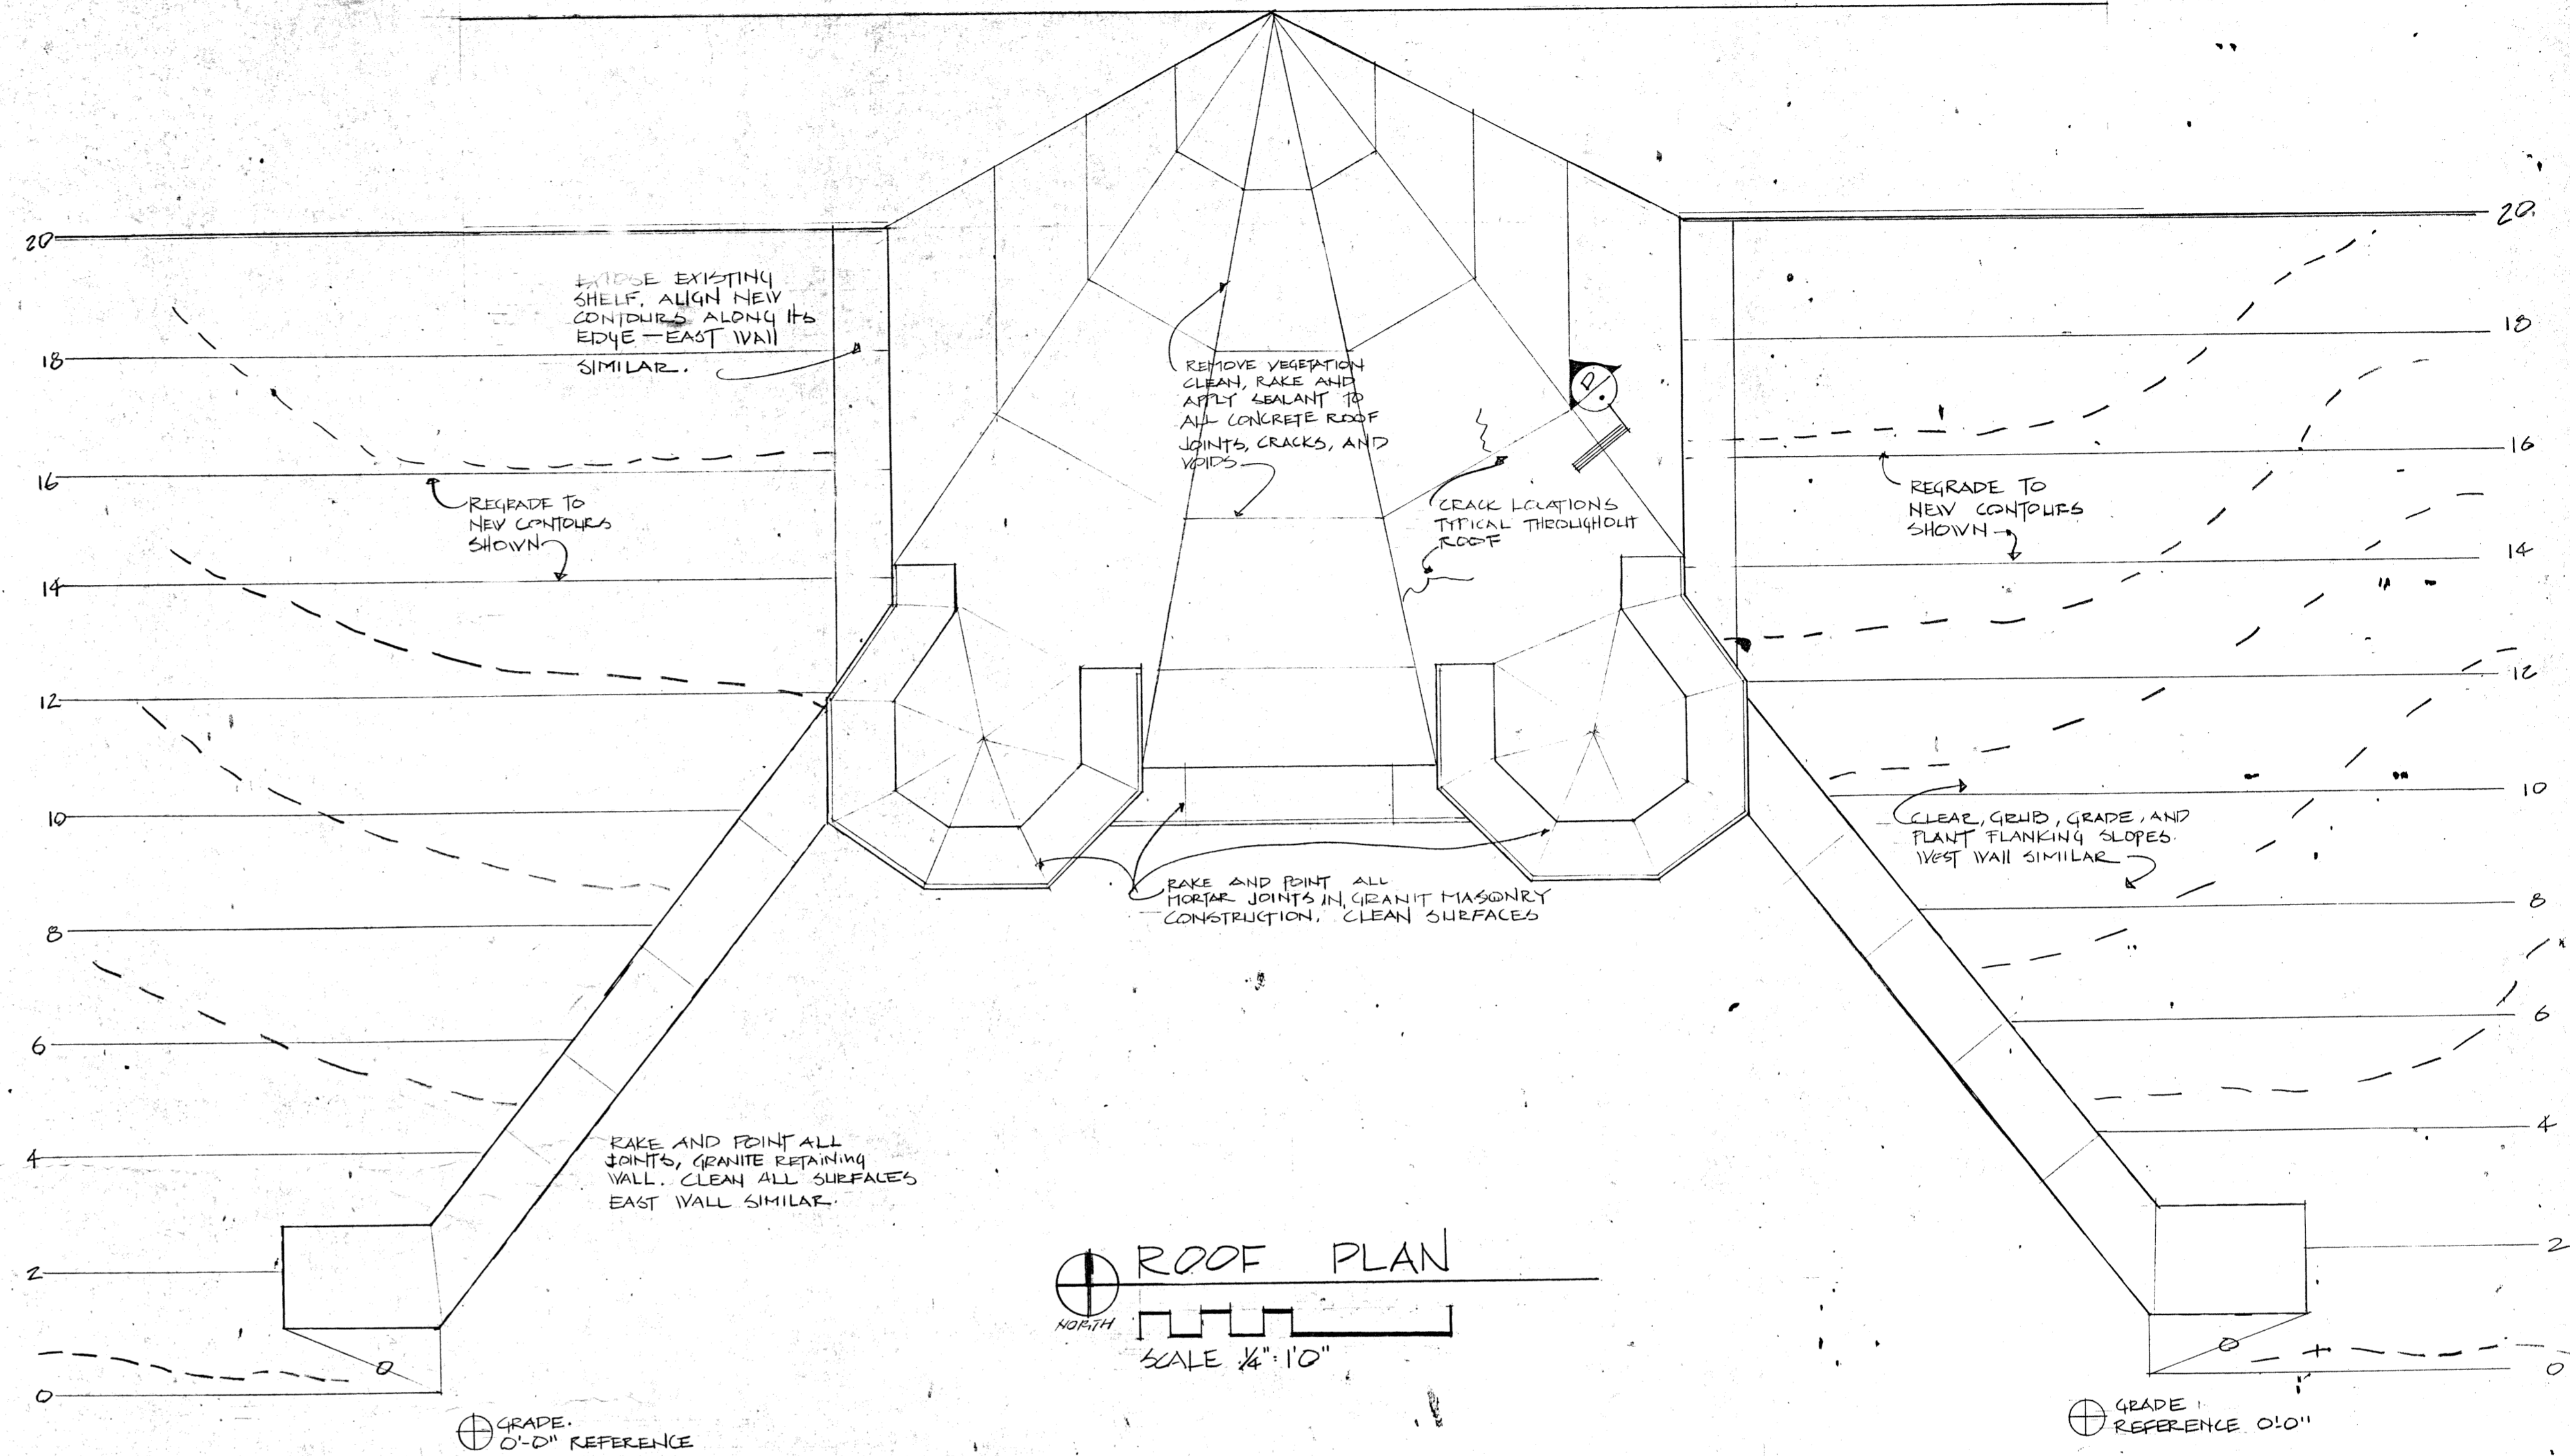 20
20.
EXPOSE EXISTING
SHELF. ALIGN NEW
CONTOURS ALONG ITS
EDGE — EAST WALL
SIMILAR.
18
18
REMOVE VEGETATION
CLEAN, RAKE AND
APPLY SEALANT TO
ALL CONCRETE ROOF
JOINTS, CRACKS, AND
VOIDS
D
16
16
REGRADE TO
NEW CONTOURS
SHOWN
CRACK LOCATIONS
TYPICAL THROUGHOUT
ROOF
REGRADE TO
NEW CONTOURS
SHOWN
14
14
12
12
10
10
CLEAR, GRUB, GRADE, AND
PLANT FLANKING SLOPES.
WEST WALL SIMILAR
RAKE AND POINT ALL
MORTAR JOINTS IN GRANIT MASONRY
CONSTRUCTION. CLEAN SURFACES
8
8
6
6
4
4
RAKE AND POINT ALL
JOINTS, GRANITE RETAINING
WALL. CLEAN ALL SURFACES
EAST WALL SIMILAR.
2
2
ROOF PLAN
NORTH
SCALE 1/4":1'0"
0
0
0
0
GRADE.
0'-0" REFERENCE
GRADE
REFERENCE 0'0"